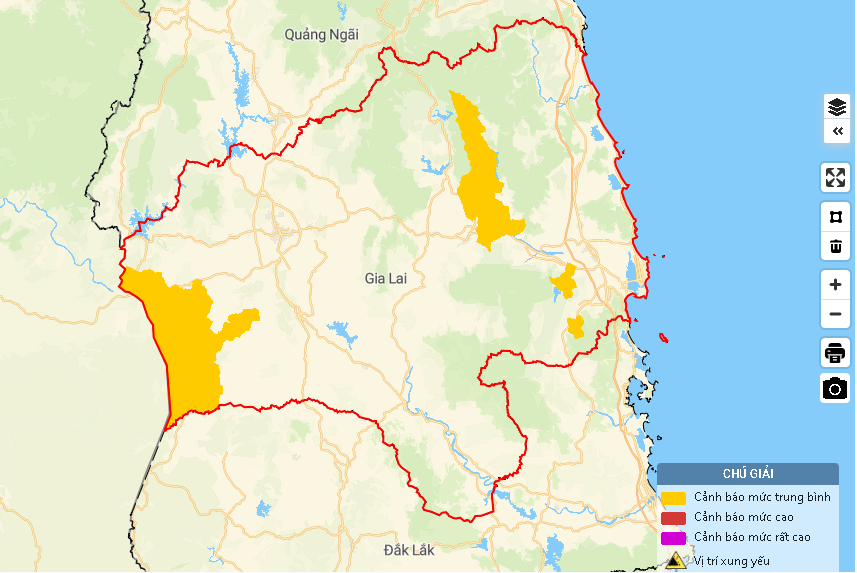 Quảng Ngãi
Gia Lai
Đắk Lắk
CHÚ GIẢI
Cảnh báo mức trung bình
Cảnh báo mức cao
Cảnh báo mức rất cao
Vị trí xung yếu